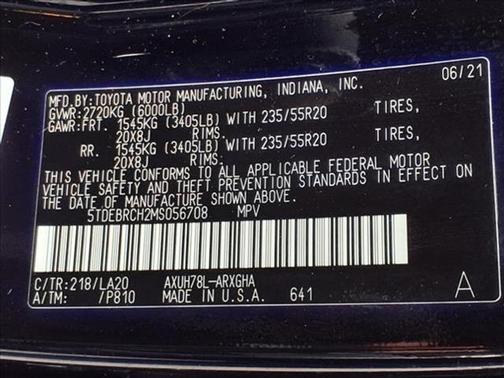 MFD.BY:TOYOTA MOTOR MANUFACTURING, INDIANA, INC. 06/21
GVWR:2720KG (6000LB)
GAWR:FRT. 1545KG (3405LB) WITH 235/55R20 TIRES,
20X8J RIMS.
RR. 1545KG (3405LB) WITH 235/55R20 TIRES,
20X8J RIMS.
THIS VEHICLE CONFORMS TO ALL APPLICABLE FEDERAL MOTOR
VEHICLE SAFETY AND THEFT PREVENTION STANDARDS IN EFFECT ON
THE DATE OF MANUFACTURE SHOWN ABOVE.
5TDEBRCH2MS056708 MPV
C/TR:218/LA20 AXUH78L-ARXGHA
A/TM: /P810 MADE IN U.S.A. 641 A